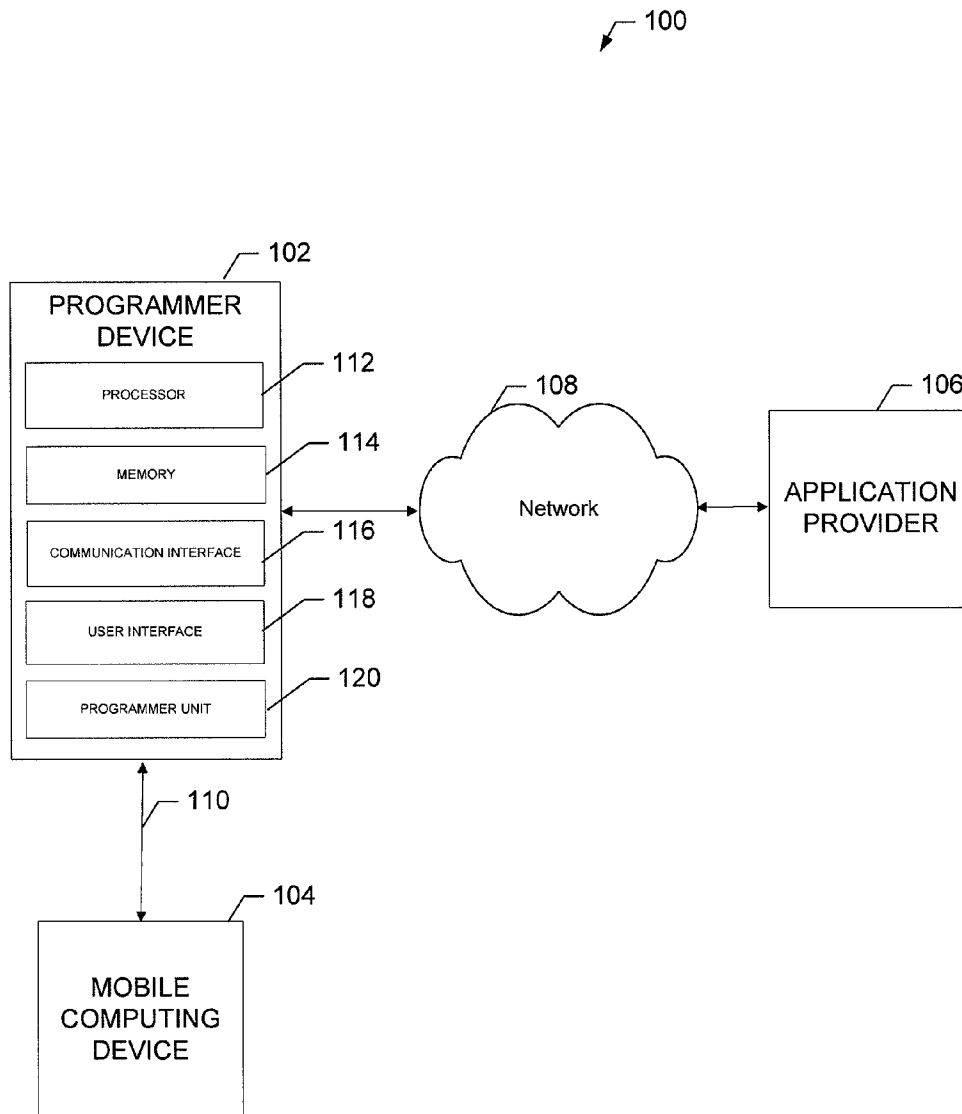 100
102
PROGRAMMER
DEVICE
112
PROCESSOR
114
MEMORY
116
COMMUNICATION INTERFACE
118
USER INTERFACE
120
PROGRAMMER UNIT
108
Network
106
APPLICATION
PROVIDER
110
104
MOBILE
COMPUTING
DEVICE